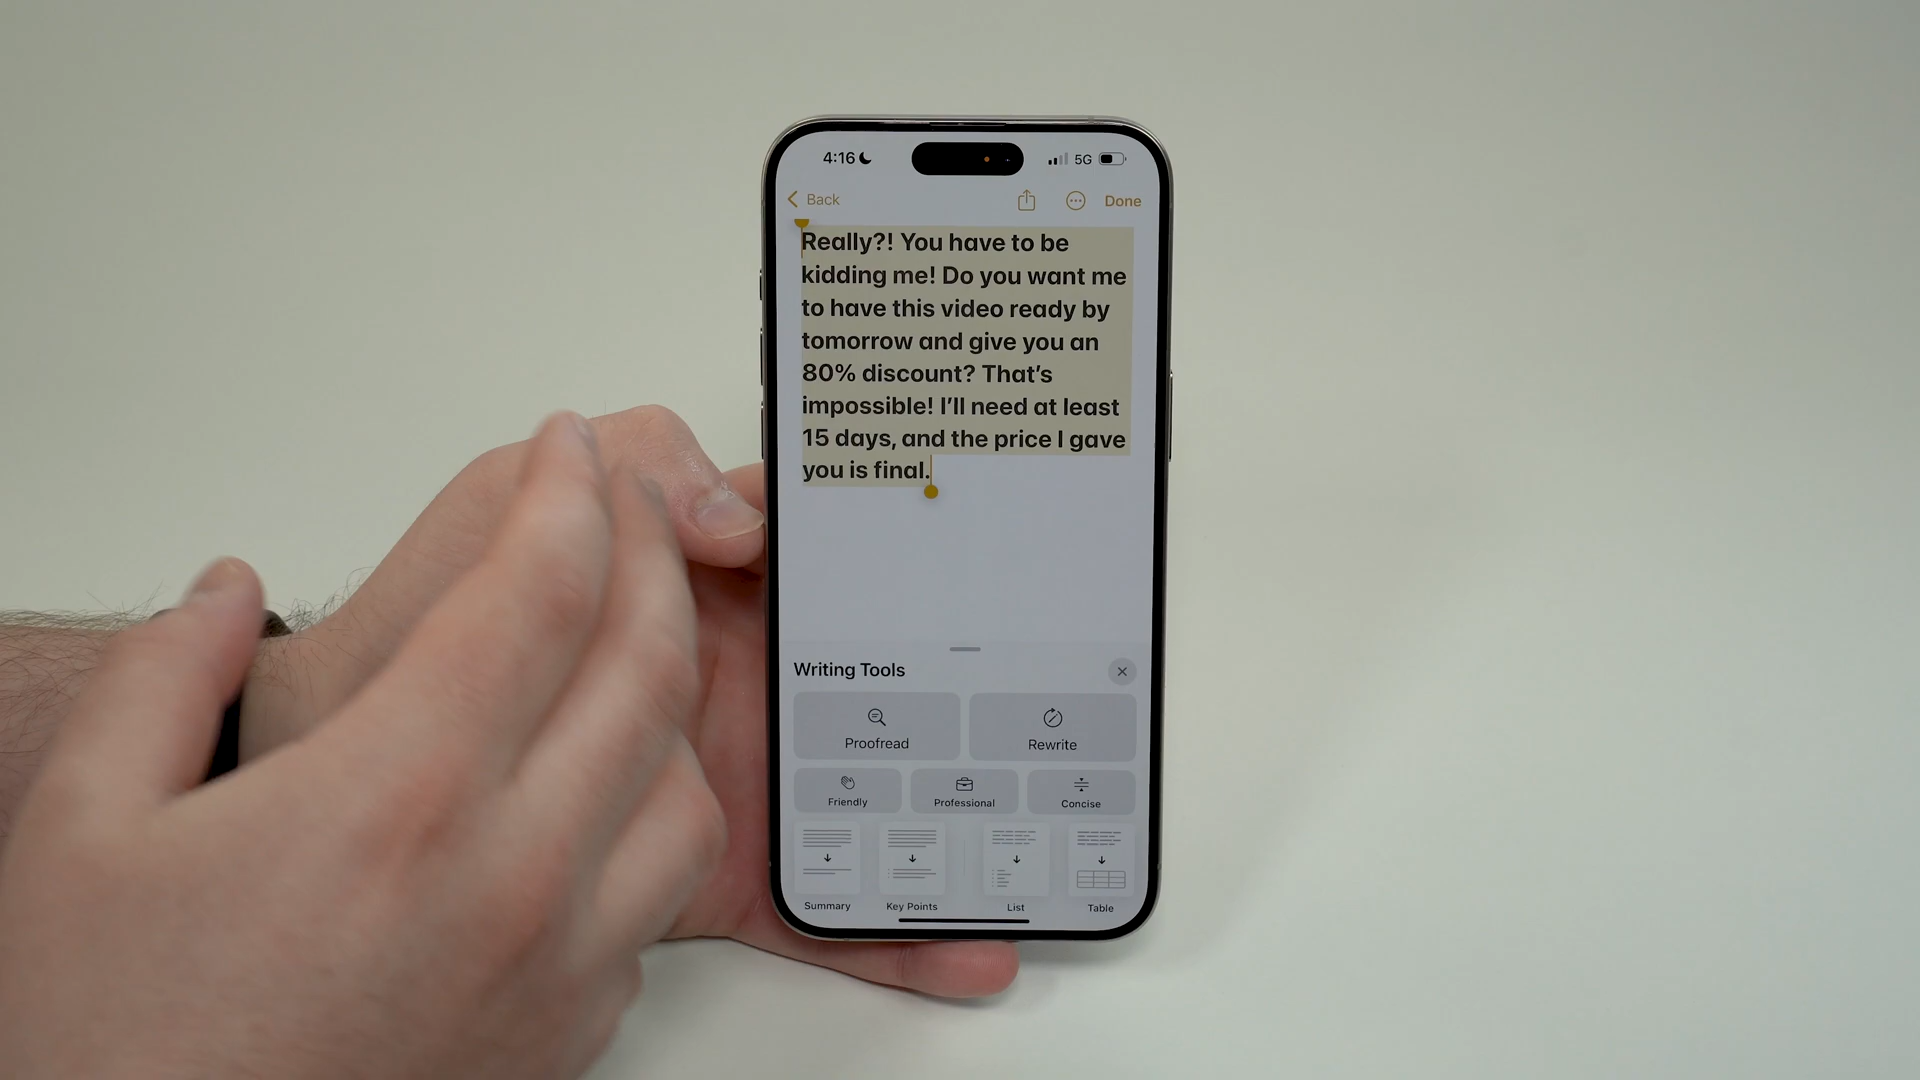 4:16
5G
Back
Done
Really?! You have to be
kidding me! Do you want me
to have this video ready by
tomorrow and give you an
80% discount? That’s
impossible! I’ll need at least
15 days, and the price I gave
you is final.
Writing Tools
Proofread
Rewrite
Friendly
Professional
Concise
Summary
Key Points
List
Table